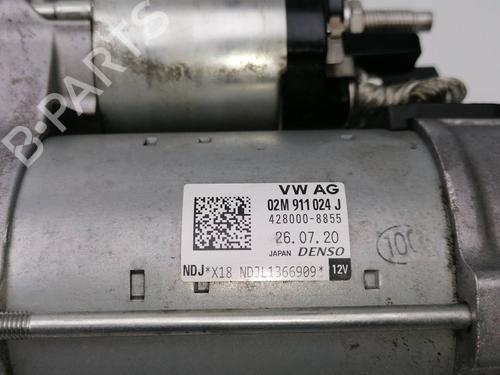 B-PARTS
VW AG
02M 911 024 J
428000-8855
26.07.20
JAPAN DENSO
NDJ*X18 NDJL1366909* 12V
100